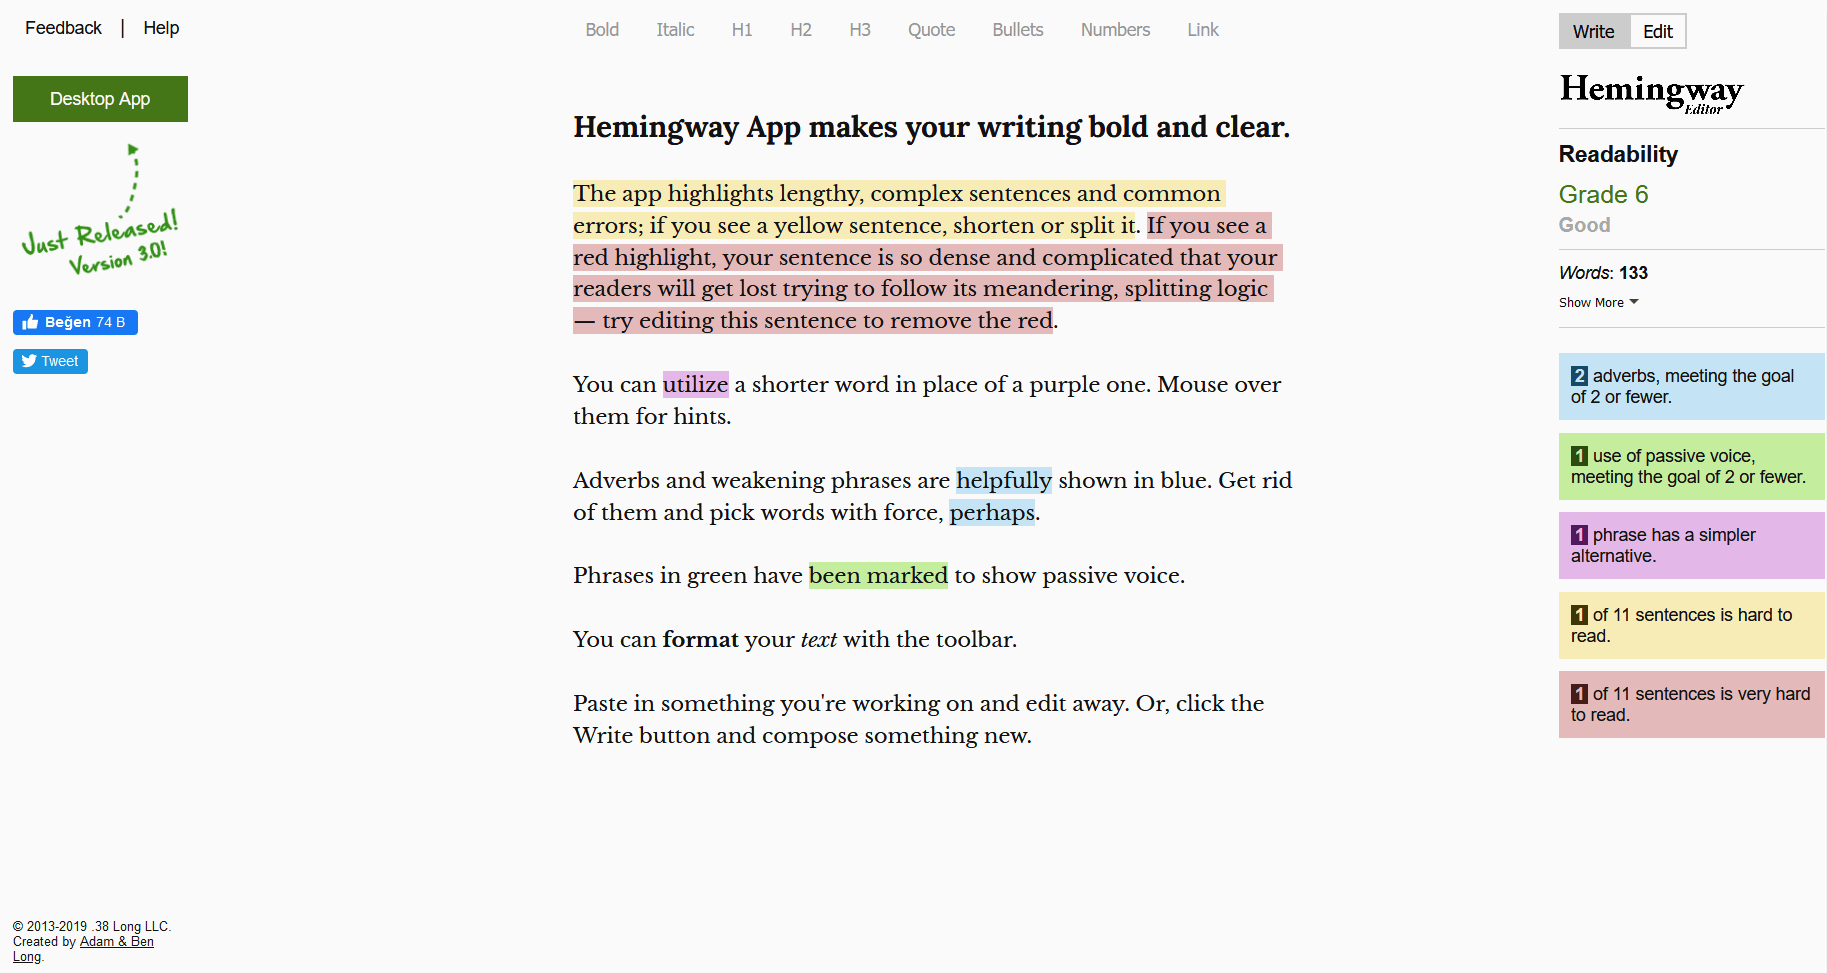 Feedback | Help
Bold Italic H1 H2 H3 Quote Bullets Numbers Link
Write Edit
Desktop App
Just Released!
Version 3.0!
Beğen 74 B
Tweet
Hemingway App makes your writing bold and clear.
The app highlights lengthy, complex sentences and common
errors; if you see a yellow sentence, shorten or split it. If you see a
red highlight, your sentence is so dense and complicated that your
readers will get lost trying to follow its meandering, splitting logic
— try editing this sentence to remove the red.
You can utilize a shorter word in place of a purple one. Mouse over
them for hints.
Adverbs and weakening phrases are helpfully shown in blue. Get rid
of them and pick words with force, perhaps.
Phrases in green have been marked to show passive voice.
You can format your text with the toolbar.
Paste in something you're working on and edit away. Or, click the
Write button and compose something new.
Hemingway
Editor
Readability
Grade 6
Good
Words: 133
Show More
2 adverbs, meeting the goal
of 2 or fewer.
1 use of passive voice,
meeting the goal of 2 or fewer.
1 phrase has a simpler
alternative.
1 of 11 sentences is hard to
read.
1 of 11 sentences is very hard
to read.
© 2013-2019 .38 Long LLC.
Created by Adam & Ben
Long.